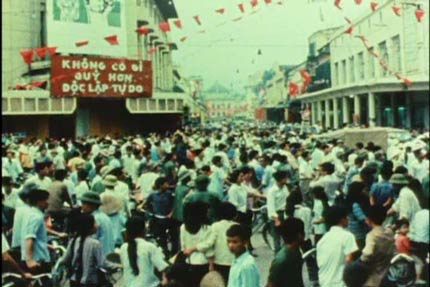 KHÔNG CÓ GÌ
QUÝ HƠN
ĐỘC LẬP TỰ DO